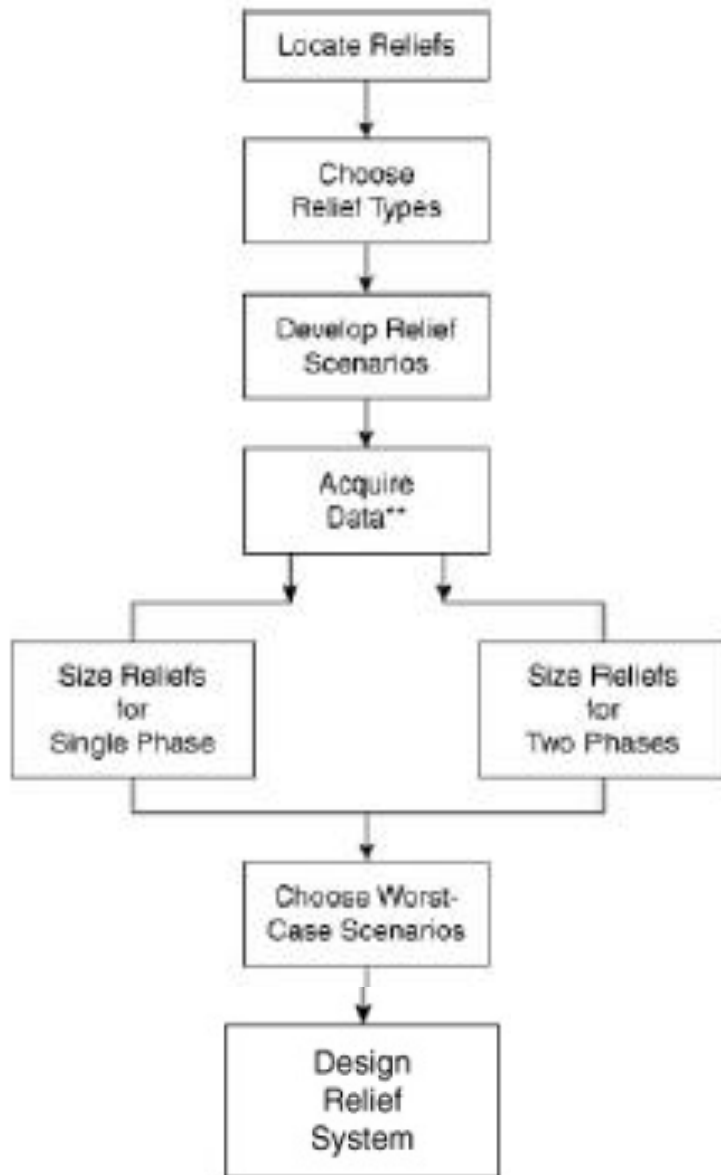 Locate Reliefs
Choose
Relief Types
Develop Relief
Scenarios
Acquire
Data**
Size Reliefs
for
Single Phase
Size Reliefs
for
Two Phases
Choose Worst-
Case Scenarios
Design
Relief
System